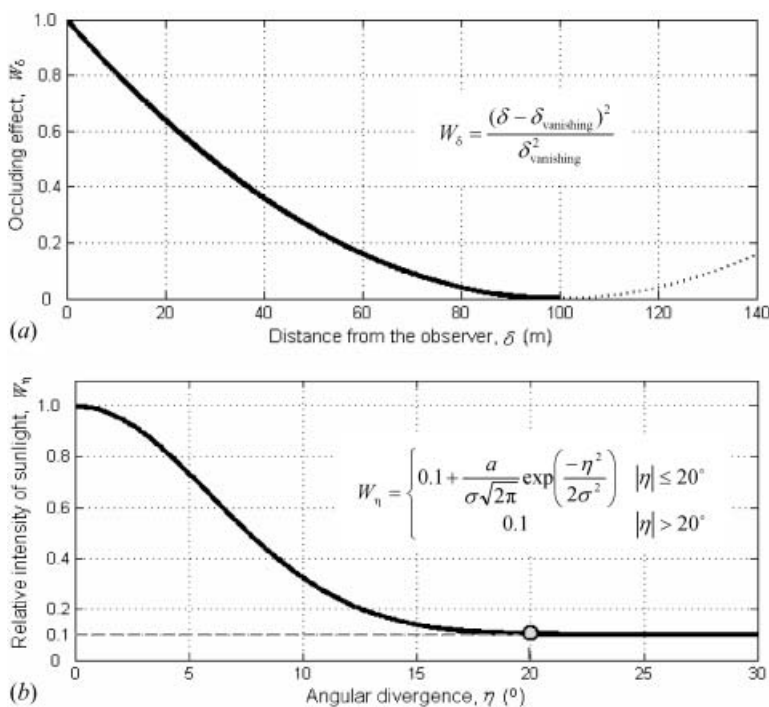 1.0
0.8
0.6
0.4
0.2
0
Occluding effect, W_δ
W_δ = (δ − δ_vanishing)² / δ²_vanishing
0 20 40 60 80 100 120 140
(a) Distance from the observer, δ (m)
1.0
0.8
0.6
0.4
0.2
0.1
0
Relative intensity of sunlight, W_η
W_η = { 0.1 + a / (σ√2π) exp(−η² / 2σ²) |η| ≤ 20°
0.1 |η| > 20°
0 5 10 15 20 25 30
(b) Angular divergence, η (º)